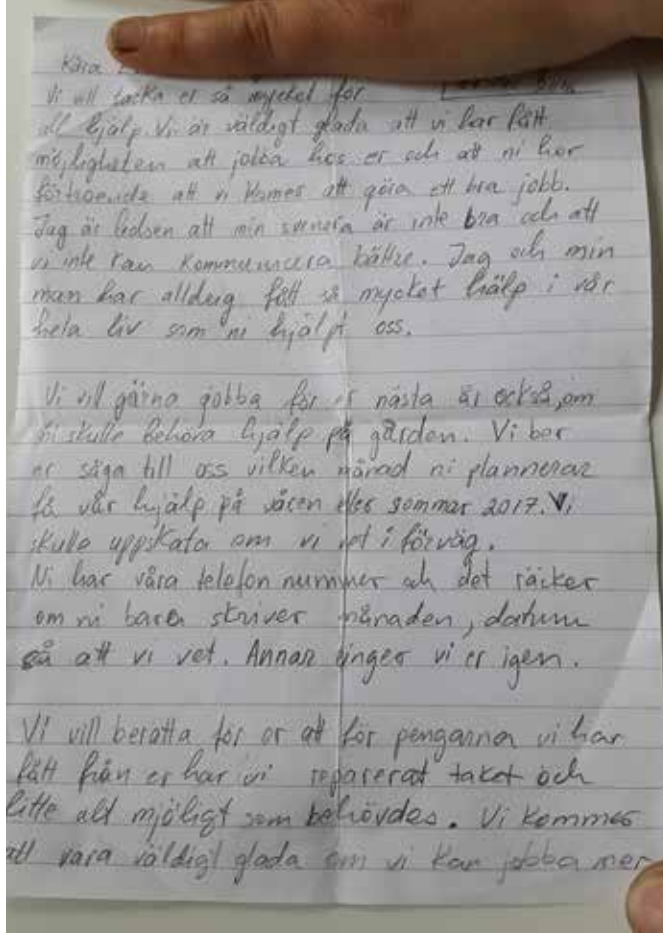 Kära
Vi vill tacka er så mycket för
all hjälp. Vi är väldigt glada att vi har fått
möjligheten att jobba hos er och att ni har
förtroende att vi komer att göra ett bra jobb.
Jag är ledsen att min svenska är inte bra och att
vi inte kan kommunicera bättre. Jag och min
man har alldrig fått så mycket hjälp i vår
hela liv som ni hjälpt oss.
Vi vill gärna jobba för er nästa år också, om
ni skulle behöva hjälp på gården. Vi ber
er säga till oss vilken månad ni plannerar
få vår hjälp på våren eller sommar 2017. Vi
skulle uppskata om vi vet i förväg.
Ni har våra telefon nummer och det räcker
om ni bara skriver månaden, datum
så att vi vet. Annar ringer vi er igen.
Vi vill beratta för er att för pengarna vi har
fått från er har vi reparerat taket och
litte allt mjöligt som behövdes. Vi kommer
att vara väldigt glada om vi kan jobba mer